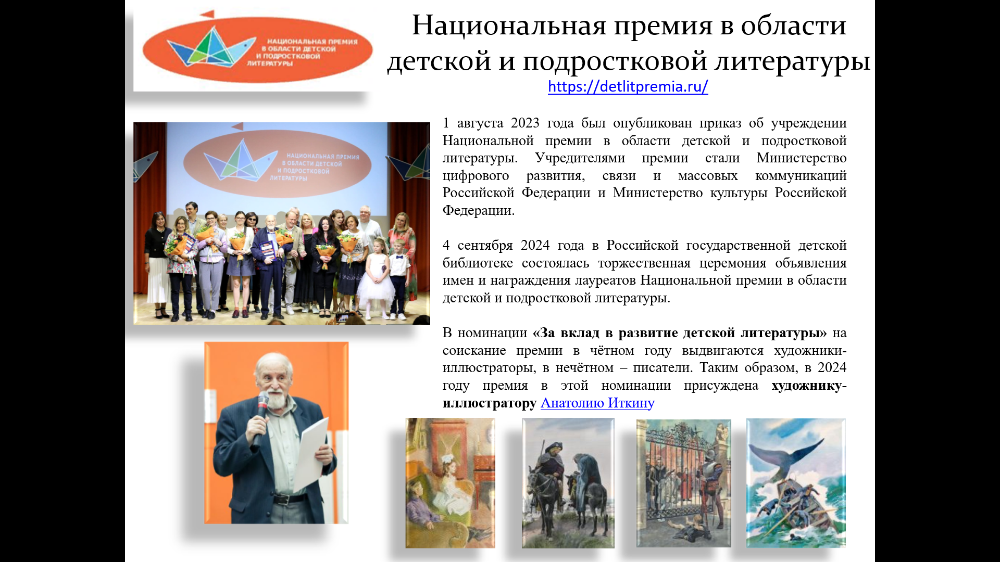 НАЦИОНАЛЬНАЯ ПРЕМИЯ
В ОБЛАСТИ ДЕТСКОЙ
И ПОДРОСТКОВОЙ
ЛИТЕРАТУРЫ
Национальная премия в области
детской и подростковой литературы
https://detlitpremia.ru/
НАЦИОНАЛЬНАЯ ПРЕМИЯ
В ОБЛАСТИ ДЕТСКОЙ
И ПОДРОСТКОВОЙ
ЛИТЕРАТУРЫ
1 августа 2023 года был опубликован приказ об учреждении
Национальной премии в области детской и подростковой
литературы. Учредителями премии стали Министерство
цифрового развития, связи и массовых коммуникаций
Российской Федерации и Министерство культуры Российской
Федерации.
4 сентября 2024 года в Российской государственной детской
библиотеке состоялась торжественная церемония объявления
имен и награждения лауреатов Национальной премии в области
детской и подростковой литературы.
В номинации «За вклад в развитие детской литературы» на
соискание премии в чётном году выдвигаются художники-
иллюстраторы, в нечётном – писатели. Таким образом, в 2024
году премия в этой номинации присуждена художнику-
иллюстратору Анатолию Иткину